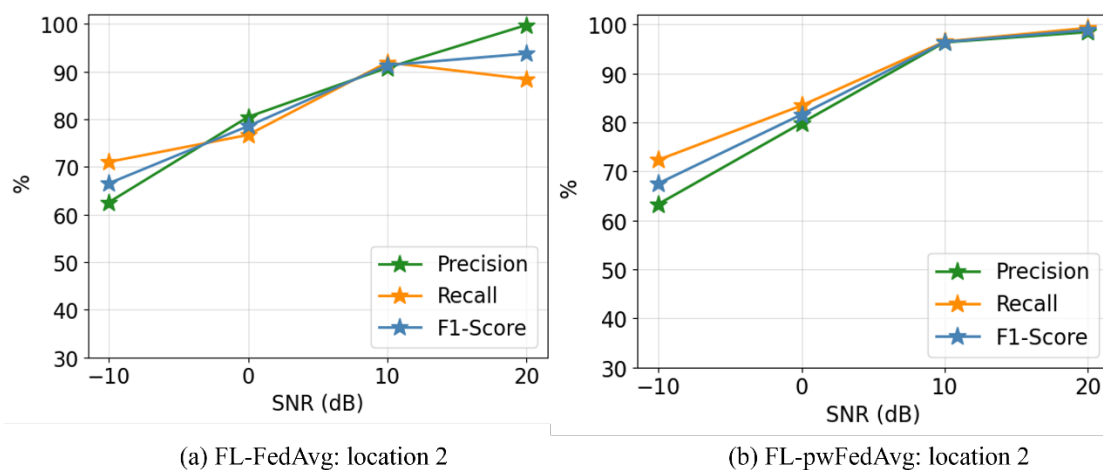 100
90
80
70
60
50
40
30
%
−10
0
10
20
SNR (dB)
Precision
Recall
F1-Score
(a) FL-FedAvg: location 2
100
90
80
70
60
50
40
30
%
−10
0
10
20
SNR (dB)
Precision
Recall
F1-Score
(b) FL-pwFedAvg: location 2